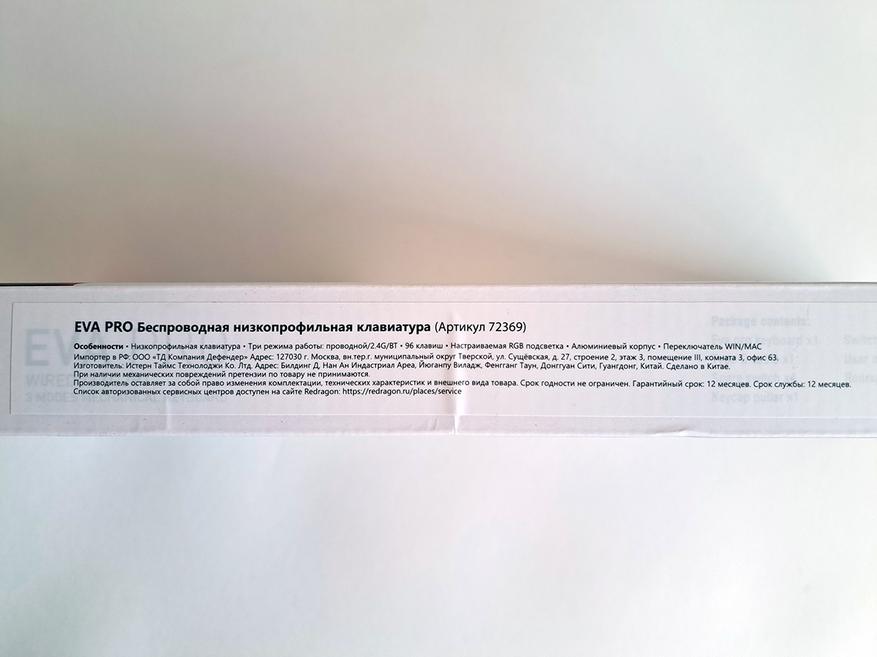 EVA PRO Беспроводная низкопрофильная клавиатура (Артикул 72369)
Особенности • Низкопрофильная клавиатура • Три режима работы: проводной/2.4G/BT • 96 клавиш • Настраиваемая RGB подсветка • Алюминиевый корпус • Переключатель WIN/MAC
Импортер в РФ: ООО «ТД Компания Дефендер» Адрес: 127030 г. Москва, вн.тер.г. муниципальный округ Тверской, ул. Сущёвская, д. 27, строение 2, этаж 3, помещение III, комната 3, офис 63.
Изготовитель: Истерн Таймс Технолоджи Ко. Лтд. Адрес: Билдинг Д, Нан Ан Индастриал Ареа, Йюганпу Виладж, Фенгганг Таун, Донггуан Сити, Гуангдонг, Китай. Сделано в Китае.
При наличии механических повреждений претензии по товару не принимаются.
Производитель оставляет за собой право изменения комплектации, технических характеристик и внешнего вида товара. Срок годности не ограничен. Гарантийный срок: 12 месяцев. Срок службы: 12 месяцев.
Список авторизованных сервисных центров доступен на сайте Redragon: https://redragon.ru/places/service
Package contents:
Keycap puller x1